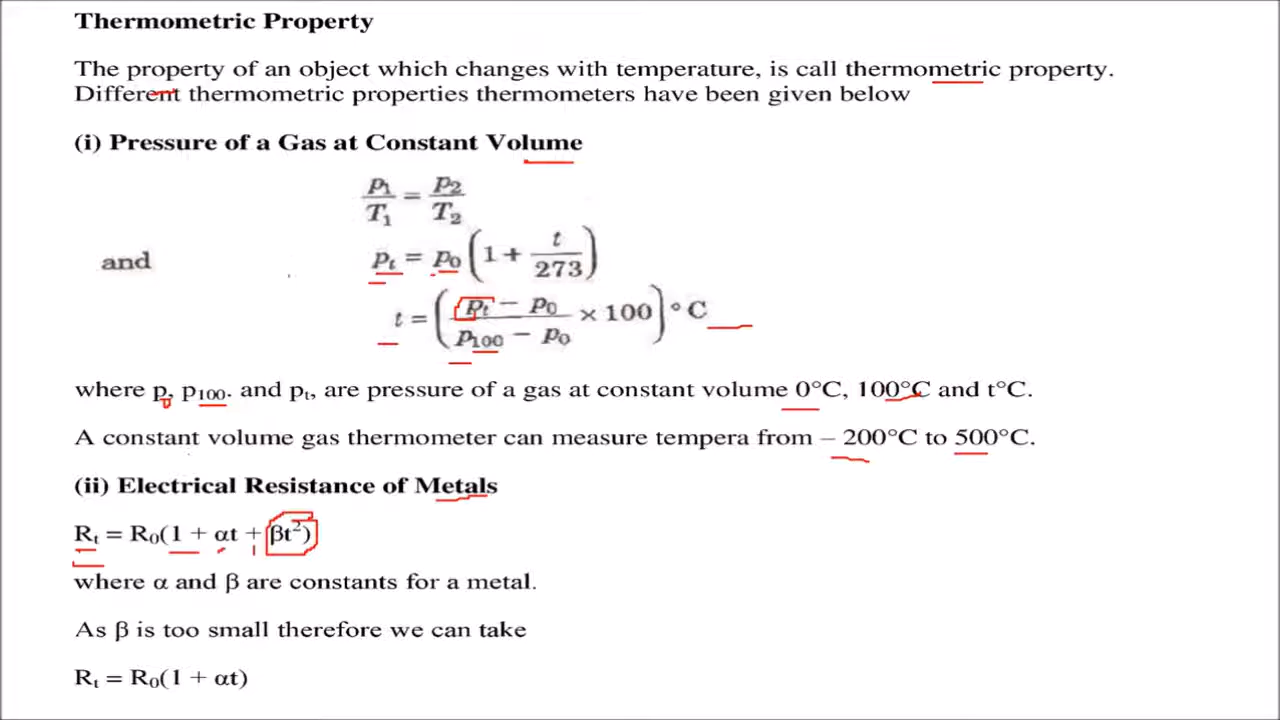 Thermometric Property
The property of an object which changes with temperature, is call thermometric property.
Different thermometric properties thermometers have been given below
(i) Pressure of a Gas at Constant Volume
p₁/T₁ = p₂/T₂
and pₜ = p₀ (1 + t/273)
t = ((pₜ − p₀)/(p₁₀₀ − p₀) × 100) ° C
where p, p₁₀₀. and pₜ, are pressure of a gas at constant volume 0°C, 100°C and t°C.
0
A constant volume gas thermometer can measure tempera from – 200°C to 500°C.
(ii) Electrical Resistance of Metals
Rₜ = R₀(1 + αt + βt²)
where α and β are constants for a metal.
As β is too small therefore we can take
Rₜ = R₀(1 + αt)